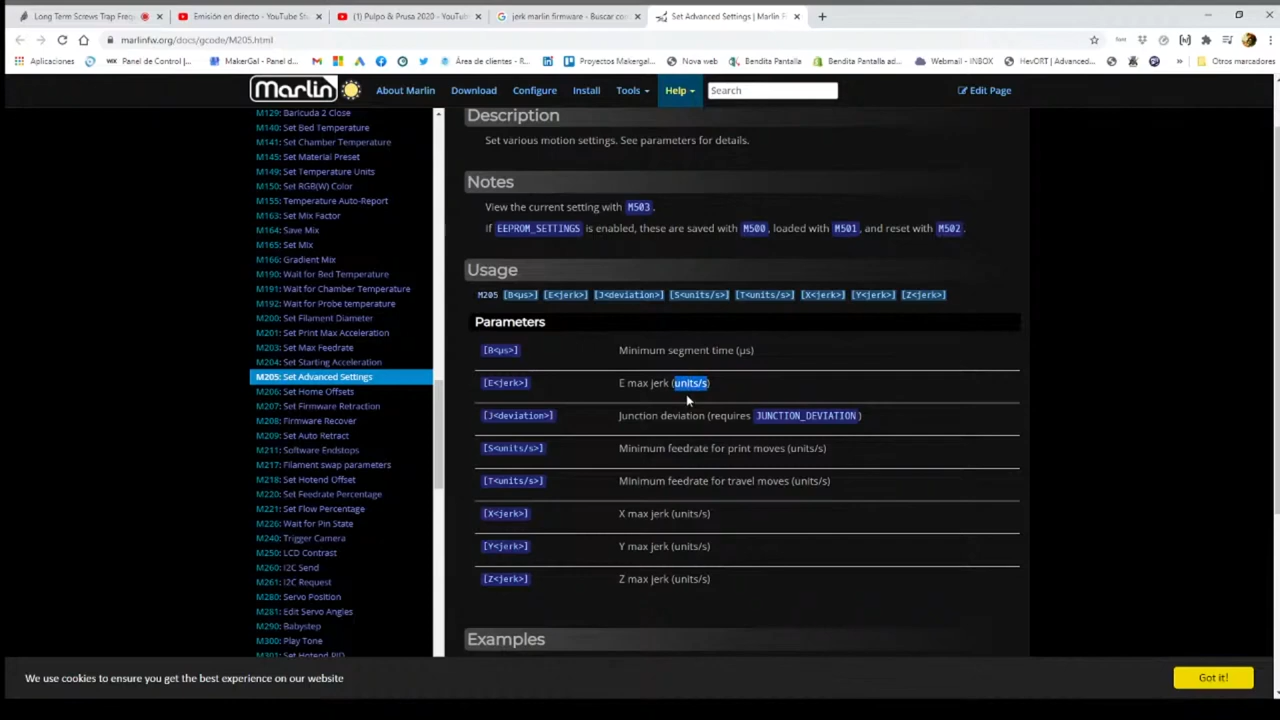 Long Term Screws Trap Freq
Emisión en directo - YouTube St
(1) Pulpo & Prusa 2020 - YouTub
jerk marlin firmware - Buscar co
Set Advanced Settings | Marlin F
marlinfw.org/docs/gcode/M205.html
Aplicaciones
Panel de Control (...
MakerGal - Panel d...
Área de clientes - R...
Proyectos Makergal...
Nova web
Bendita Pantalla
Bendita Pantalla ad...
Webmail - INBOX
HevORT | Advanced...
Otros marcadores
Marlin
About Marlin
Download
Configure
Install
Tools
Help
Search
Edit Page
M129: Baricuda 2 Close
M140: Set Bed Temperature
M141: Set Chamber Temperature
M145: Set Material Preset
M149: Set Temperature Units
M150: Set RGB(W) Color
M155: Temperature Auto-Report
M163: Set Mix Factor
M164: Save Mix
M165: Set Mix
M166: Gradient Mix
M190: Wait for Bed Temperature
M191: Wait for Chamber Temperature
M192: Wait for Probe temperature
M200: Set Filament Diameter
M201: Set Print Max Acceleration
M203: Set Max Feedrate
M204: Set Starting Acceleration
M205: Set Advanced Settings
M206: Set Home Offsets
M207: Set Firmware Retraction
M208: Firmware Recover
M209: Set Auto Retract
M211: Software Endstops
M217: Filament swap parameters
M218: Set Hotend Offset
M220: Set Feedrate Percentage
M221: Set Flow Percentage
M226: Wait for Pin State
M240: Trigger Camera
M250: LCD Contrast
M260: I2C Send
M261: I2C Request
M280: Servo Position
M281: Edit Servo Angles
M290: Babystep
M300: Play Tone
M301: Set Hotend PID
Description
Set various motion settings. See parameters for details.
Notes
View the current setting with M503.
If EEPROM_SETTINGS is enabled, these are saved with M500, loaded with M501, and reset with M502.
Usage
M205 [B<µs>] [E<jerk>] [J<deviation>] [S<units/s>] [T<units/s>] [X<jerk>] [Y<jerk>] [Z<jerk>]
Parameters
[B<µs>] Minimum segment time (µs)
[E<jerk>] E max jerk (units/s)
[J<deviation>] Junction deviation (requires JUNCTION_DEVIATION)
[S<units/s>] Minimum feedrate for print moves (units/s)
[T<units/s>] Minimum feedrate for travel moves (units/s)
[X<jerk>] X max jerk (units/s)
[Y<jerk>] Y max jerk (units/s)
[Z<jerk>] Z max jerk (units/s)
Examples
We use cookies to ensure you get the best experience on our website
Got it!